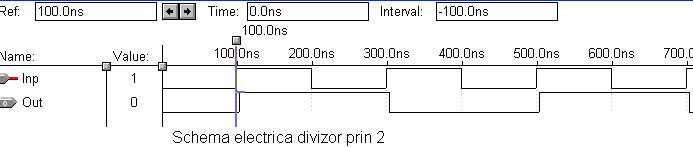 Ref: 100.0ns Time: 0.0ns Interval: -100.0ns
100.0ns
Name: Value: 100.0ns 200.0ns 300.0ns 400.0ns 500.0ns 600.0ns 700.
Inp 1
Out 0
Schema electrica divizor prin 2